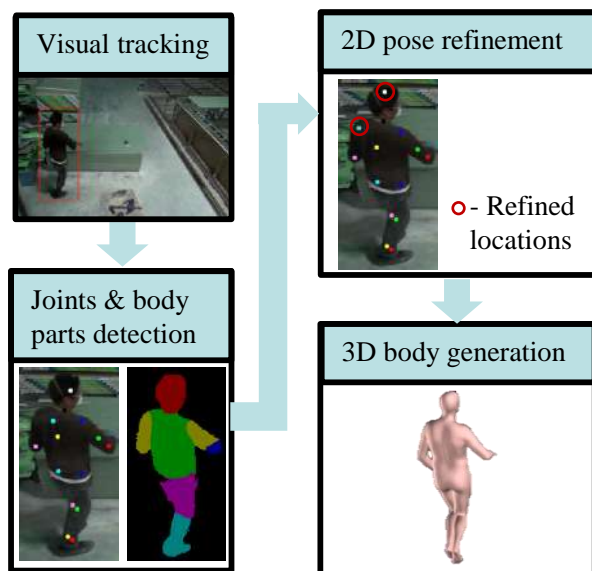 Visual tracking
Joints & body
parts detection
2D pose refinement
- Refined
locations
3D body generation